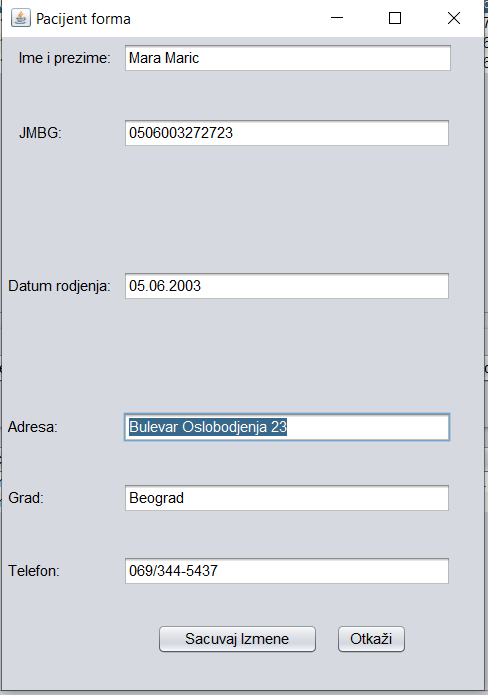 Pacijent forma
Ime i prezime: Mara Maric
JMBG: 0506003272723
Datum rodjenja: 05.06.2003
Adresa: Bulevar Oslobodjenja 23
Grad: Beograd
Telefon: 069/344-5437
Sacuvaj Izmene Otkaži